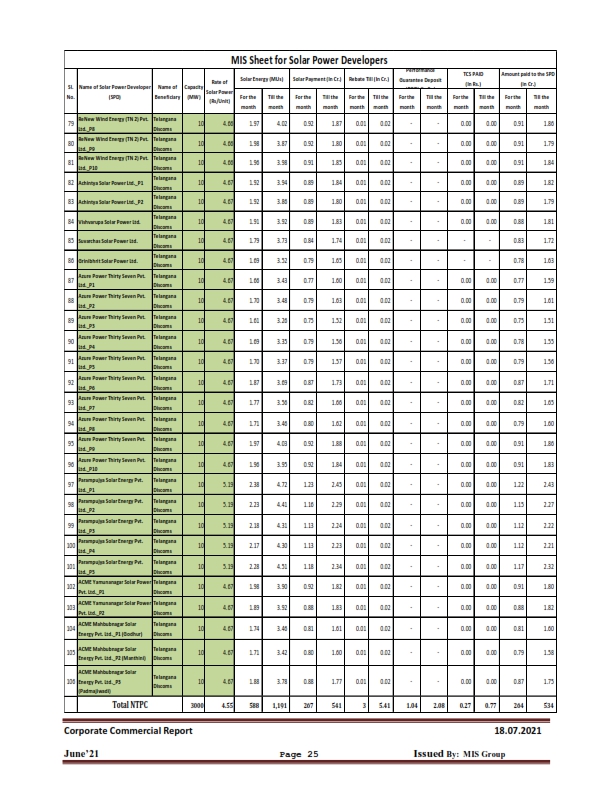 MIS Sheet for Solar Power Developers
Sl. No. Name of Solar Power Developer (SPD) Name of Beneficiary Capacity (MW) Rate of Solar Power (Rs/Unit) Solar Energy (MUs) Solar Payment (In Cr.) Rebate Till (In Cr.) Performance Guarantee Deposit TCS PAID (In Rs.) Amount paid to the SPD (In Cr.)
For the month Till the month For the month Till the month For the month Till the month For the month Till the month For the month Till the month For the month Till the month
79 ReNew Wind Energy (TN 2) Pvt. Ltd._P8 Telangana Discoms 10 4.66 1.97 4.02 0.92 1.87 0.01 0.02 - - 0.00 0.00 0.91 1.86
80 ReNew Wind Energy (TN 2) Pvt. Ltd._P9 Telangana Discoms 10 4.66 1.98 3.87 0.92 1.80 0.01 0.02 - - 0.00 0.00 0.91 1.79
81 ReNew Wind Energy (TN 2) Pvt. Ltd._P10 Telangana Discoms 10 4.66 1.96 3.98 0.91 1.85 0.01 0.02 - - 0.00 0.00 0.91 1.84
82 Achintya Solar Power Ltd._P1 Telangana Discoms 10 4.67 1.92 3.94 0.89 1.84 0.01 0.02 - - 0.00 0.00 0.89 1.82
83 Achintya Solar Power Ltd._P2 Telangana Discoms 10 4.67 1.92 3.86 0.89 1.80 0.01 0.02 - - 0.00 0.00 0.89 1.79
84 Vishvarupa Solar Power Ltd. Telangana Discoms 10 4.67 1.91 3.92 0.89 1.83 0.01 0.02 - - 0.00 0.00 0.88 1.81
85 Suvarchas Solar Power Ltd. Telangana Discoms 10 4.67 1.79 3.73 0.84 1.74 0.01 0.02 - - - - 0.83 1.72
86 Grinibhrit Solar Power Ltd. Telangana Discoms 10 4.67 1.69 3.52 0.79 1.65 0.01 0.02 - - - - 0.78 1.63
87 Azure Power Thirty Seven Pvt. Ltd._P1 Telangana Discoms 10 4.67 1.66 3.43 0.77 1.60 0.01 0.02 - - 0.00 0.00 0.77 1.59
88 Azure Power Thirty Seven Pvt. Ltd._P2 Telangana Discoms 10 4.67 1.70 3.48 0.79 1.63 0.01 0.02 - - 0.00 0.00 0.79 1.61
89 Azure Power Thirty Seven Pvt. Ltd._P3 Telangana Discoms 10 4.67 1.61 3.26 0.75 1.52 0.01 0.02 - - 0.00 0.00 0.75 1.51
90 Azure Power Thirty Seven Pvt. Ltd._P4 Telangana Discoms 10 4.67 1.69 3.35 0.79 1.56 0.01 0.02 - - 0.00 0.00 0.78 1.55
91 Azure Power Thirty Seven Pvt. Ltd._P5 Telangana Discoms 10 4.67 1.70 3.37 0.79 1.57 0.01 0.02 - - 0.00 0.00 0.79 1.56
92 Azure Power Thirty Seven Pvt. Ltd._P6 Telangana Discoms 10 4.67 1.87 3.69 0.87 1.73 0.01 0.02 - - 0.00 0.00 0.87 1.71
93 Azure Power Thirty Seven Pvt. Ltd._P7 Telangana Discoms 10 4.67 1.77 3.56 0.82 1.66 0.01 0.02 - - 0.00 0.00 0.82 1.65
94 Azure Power Thirty Seven Pvt. Ltd._P8 Telangana Discoms 10 4.67 1.71 3.46 0.80 1.62 0.01 0.02 - - 0.00 0.00 0.79 1.60
95 Azure Power Thirty Seven Pvt. Ltd._P9 Telangana Discoms 10 4.67 1.97 4.03 0.92 1.88 0.01 0.02 - - 0.00 0.00 0.91 1.86
96 Azure Power Thirty Seven Pvt. Ltd._P10 Telangana Discoms 10 4.67 1.96 3.95 0.92 1.84 0.01 0.02 - - 0.00 0.00 0.91 1.83
97 Parampujya Solar Energy Pvt. Ltd._P1 Telangana Discoms 10 5.19 2.38 4.72 1.23 2.45 0.01 0.02 - - 0.00 0.00 1.22 2.43
98 Parampujya Solar Energy Pvt. Ltd._P2 Telangana Discoms 10 5.19 2.23 4.41 1.16 2.29 0.01 0.02 - - 0.00 0.00 1.15 2.27
99 Parampujya Solar Energy Pvt. Ltd._P3 Telangana Discoms 10 5.19 2.18 4.31 1.13 2.24 0.01 0.02 - - 0.00 0.00 1.12 2.22
100 Parampujya Solar Energy Pvt. Ltd._P4 Telangana Discoms 10 5.19 2.17 4.30 1.13 2.23 0.01 0.02 - - 0.00 0.00 1.12 2.21
101 Parampujya Solar Energy Pvt. Ltd._P5 Telangana Discoms 10 5.19 2.28 4.51 1.18 2.34 0.01 0.02 - - 0.00 0.00 1.17 2.32
102 ACME Yamunanagar Solar Power Pvt. Ltd._P1 Telangana Discoms 10 4.67 1.98 3.90 0.92 1.82 0.01 0.02 - - 0.00 0.00 0.91 1.80
103 ACME Yamunanagar Solar Power Pvt. Ltd._P2 Telangana Discoms 10 4.67 1.89 3.92 0.88 1.83 0.01 0.02 - - 0.00 0.00 0.88 1.82
104 ACME Mahbubnagar Solar Energy Pvt. Ltd._P1 (Godhur) Telangana Discoms 10 4.67 1.74 3.46 0.81 1.61 0.01 0.02 - - 0.00 0.00 0.81 1.60
105 ACME Mahbubnagar Solar Energy Pvt. Ltd._P2 (Manthini) Telangana Discoms 10 4.67 1.71 3.42 0.80 1.60 0.01 0.02 - - 0.00 0.00 0.79 1.58
106 ACME Mahbubnagar Solar Energy Pvt. Ltd._P3 (Padmajiwadi) Telangana Discoms 10 4.67 1.88 3.78 0.88 1.77 0.01 0.02 - - 0.00 0.00 0.87 1.75
Total NTPC 3000 4.55 588 1,191 267 541 3 5.41 1.04 2.08 0.27 0.77 264 534
Corporate Commercial Report 18.07.2021
June'21 Page 25 Issued By: MIS Group